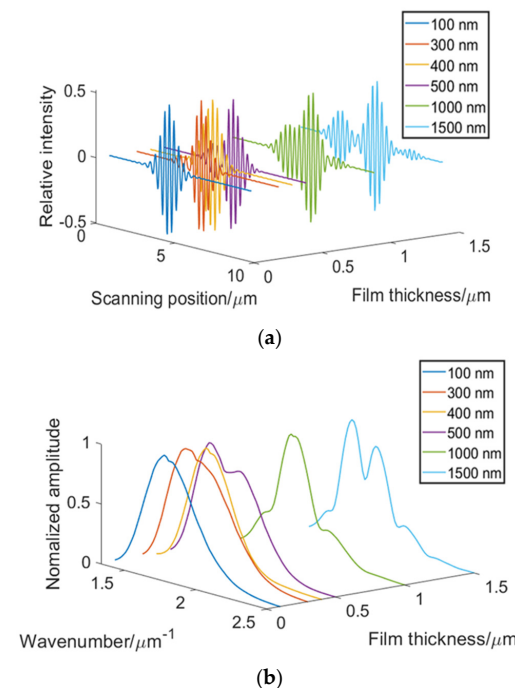 (a)
100 nm
300 nm
400 nm
500 nm
1000 nm
1500 nm
0.5
0
-0.5
Relative intensity
0
5
10
Scanning position/μm
0
0.5
1
1.5
Film thickness/μm
(a)
100 nm
300 nm
400 nm
500 nm
1000 nm
1500 nm
1
0.5
0
Nomalized amplitude
1.5
2
2.5
Wavenumber/μm⁻¹
0
0.5
1
1.5
Film thickness/μm
(b)